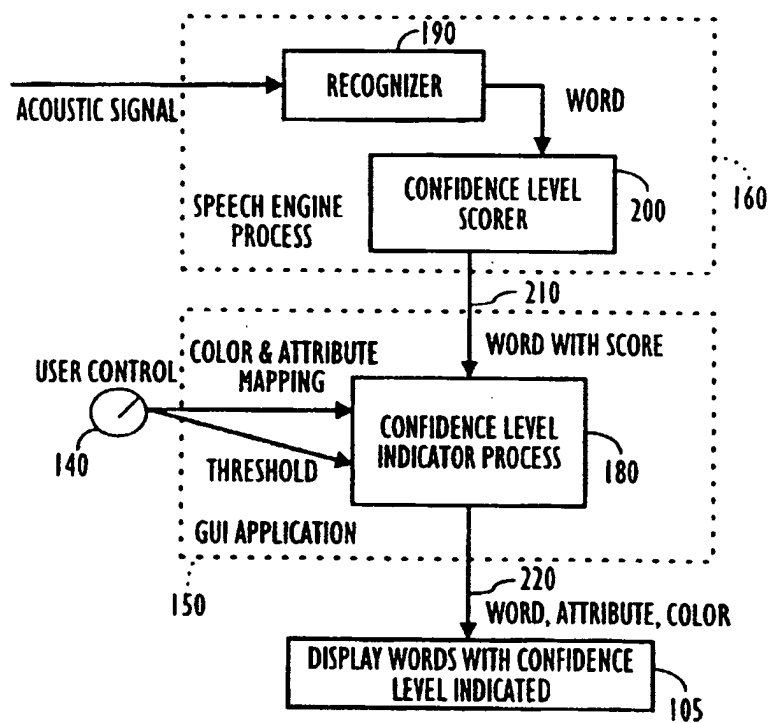 190
RECOGNIZER
ACOUSTIC SIGNAL
WORD
CONFIDENCE LEVEL
SCORER
200
160
SPEECH ENGINE
PROCESS
210
COLOR & ATTRIBUTE
MAPPING
WORD WITH SCORE
USER CONTROL
CONFIDENCE LEVEL
INDICATOR PROCESS
180
140
THRESHOLD
GUI APPLICATION
150
220
WORD, ATTRIBUTE, COLOR
DISPLAY WORDS WITH CONFIDENCE
LEVEL INDICATED
105